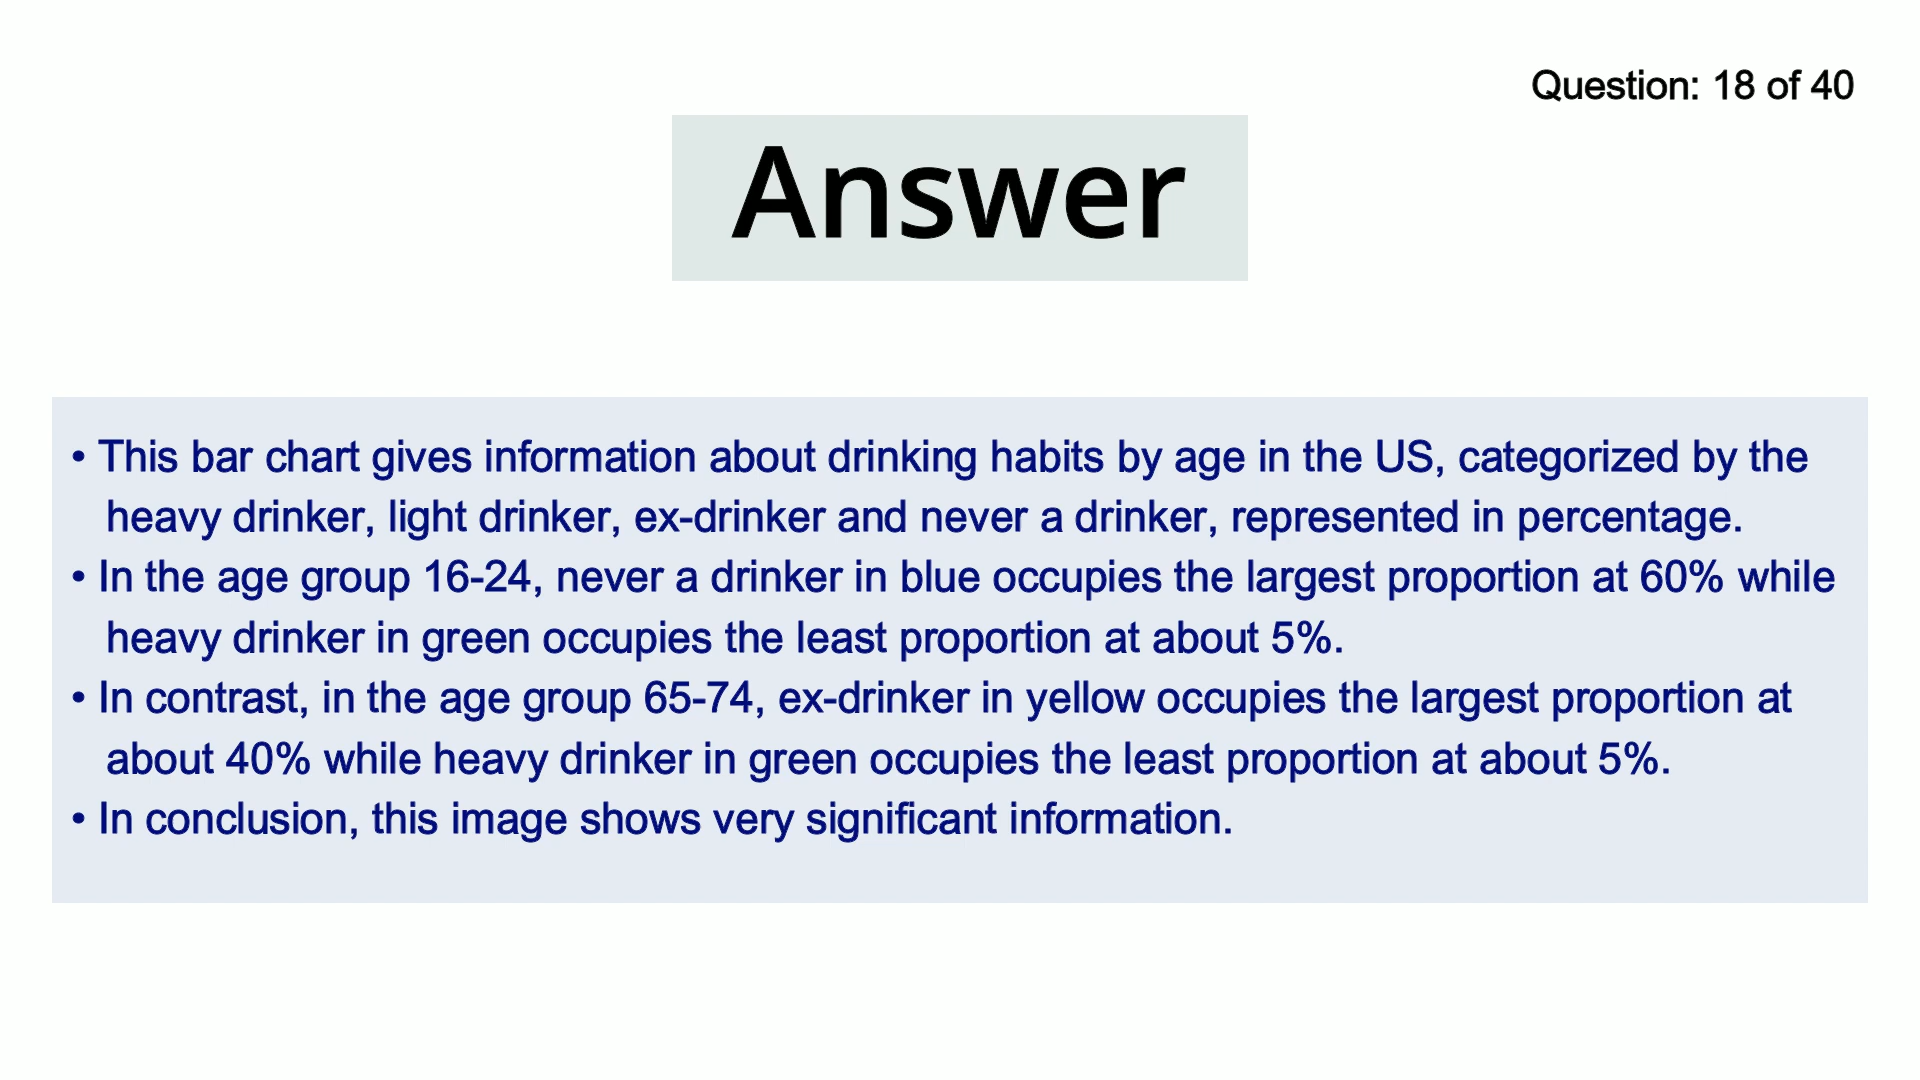 Question: 18 of 40
Answer
• This bar chart gives information about drinking habits by age in the US, categorized by the
heavy drinker, light drinker, ex-drinker and never a drinker, represented in percentage.
• In the age group 16-24, never a drinker in blue occupies the largest proportion at 60% while
heavy drinker in green occupies the least proportion at about 5%.
• In contrast, in the age group 65-74, ex-drinker in yellow occupies the largest proportion at
about 40% while heavy drinker in green occupies the least proportion at about 5%.
• In conclusion, this image shows very significant information.